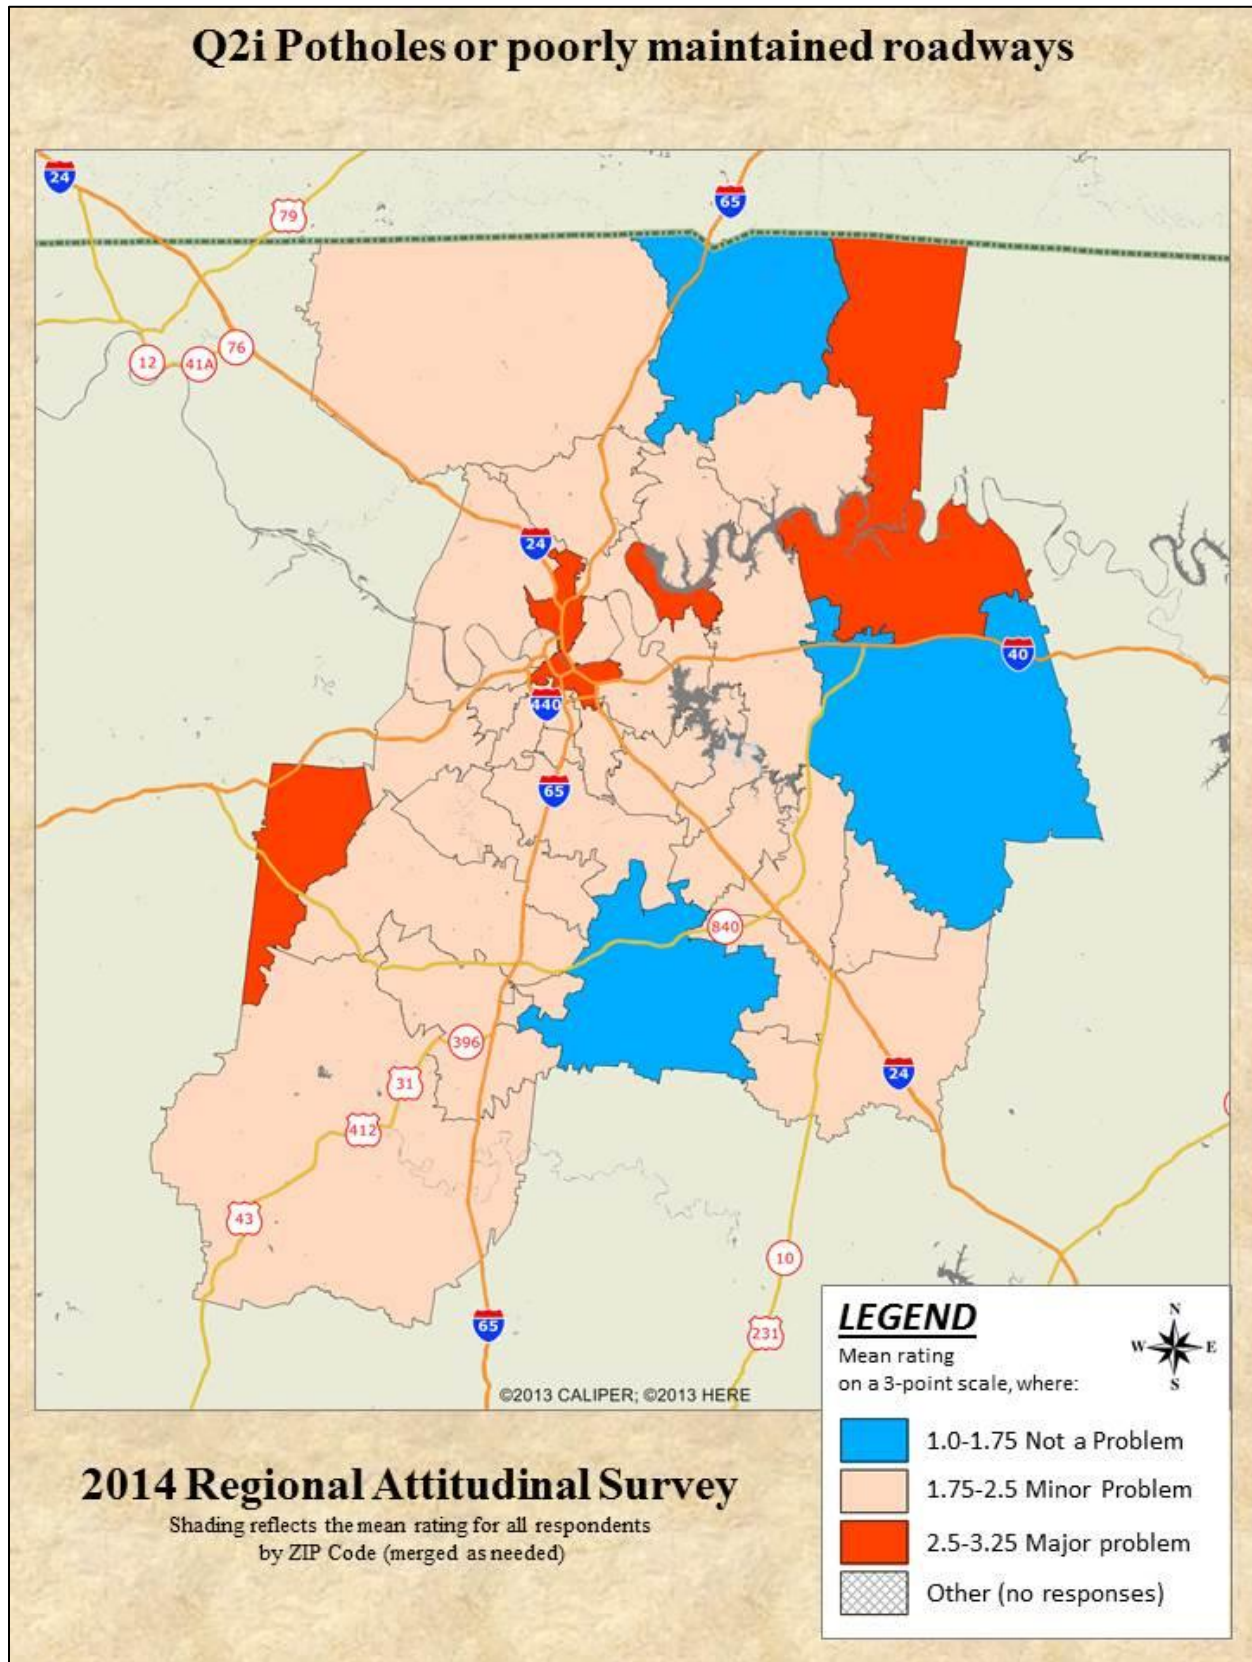 Q2i Potholes or poorly maintained roadways
24
79
65
12
41A
76
24
40
440
65
840
396
31
24
412
43
10
65
231
©2013 CALIPER; ©2013 HERE
LEGEND
Mean rating
on a 3-point scale, where:
N
W E
S
1.0-1.75 Not a Problem
1.75-2.5 Minor Problem
2.5-3.25 Major problem
Other (no responses)
2014 Regional Attitudinal Survey
Shading reflects the mean rating for all respondents
by ZIP Code (merged as needed)